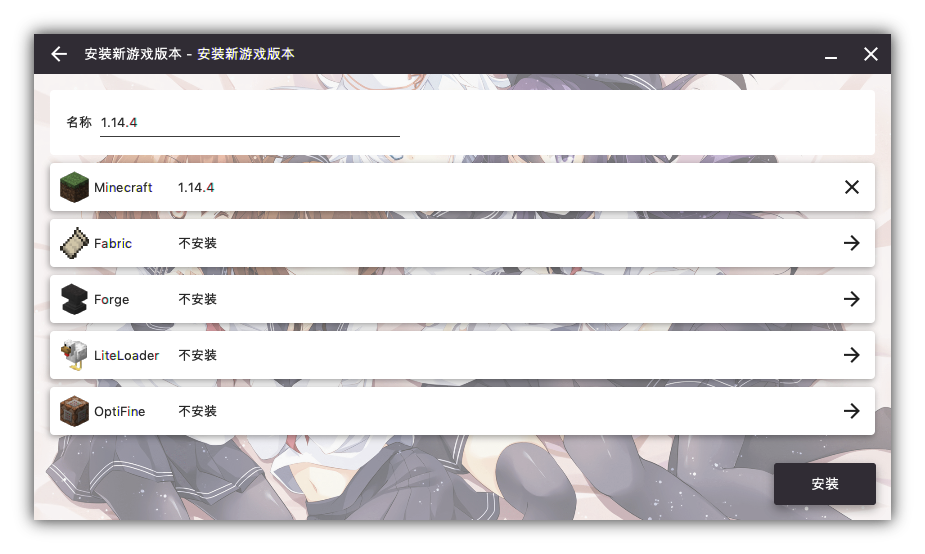 安装新游戏版本 - 安装新游戏版本
名称 1.14.4
Minecraft 1.14.4
Fabric 不安装
Forge 不安装
LiteLoader 不安装
OptiFine 不安装
安装